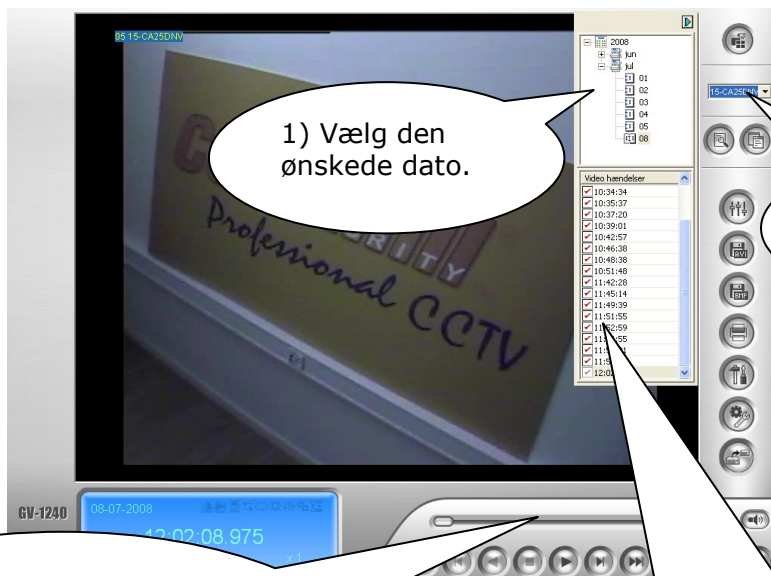 05 15-CA25DNV
2008
jun
jul
01
02
03
04
05
08
15-CA25DNV
1) Vælg den
ønskede dato.
Video hændelser
10:34:34
10:35:37
10:37:20
10:39:01
10:42:57
10:46:38
10:48:38
10:51:48
11:42:28
11:45:14
11:49:39
11:51:55
AVI
BMP
Professional CCTV
GV-1240
08-07-2008
12:02:08.975
x 1